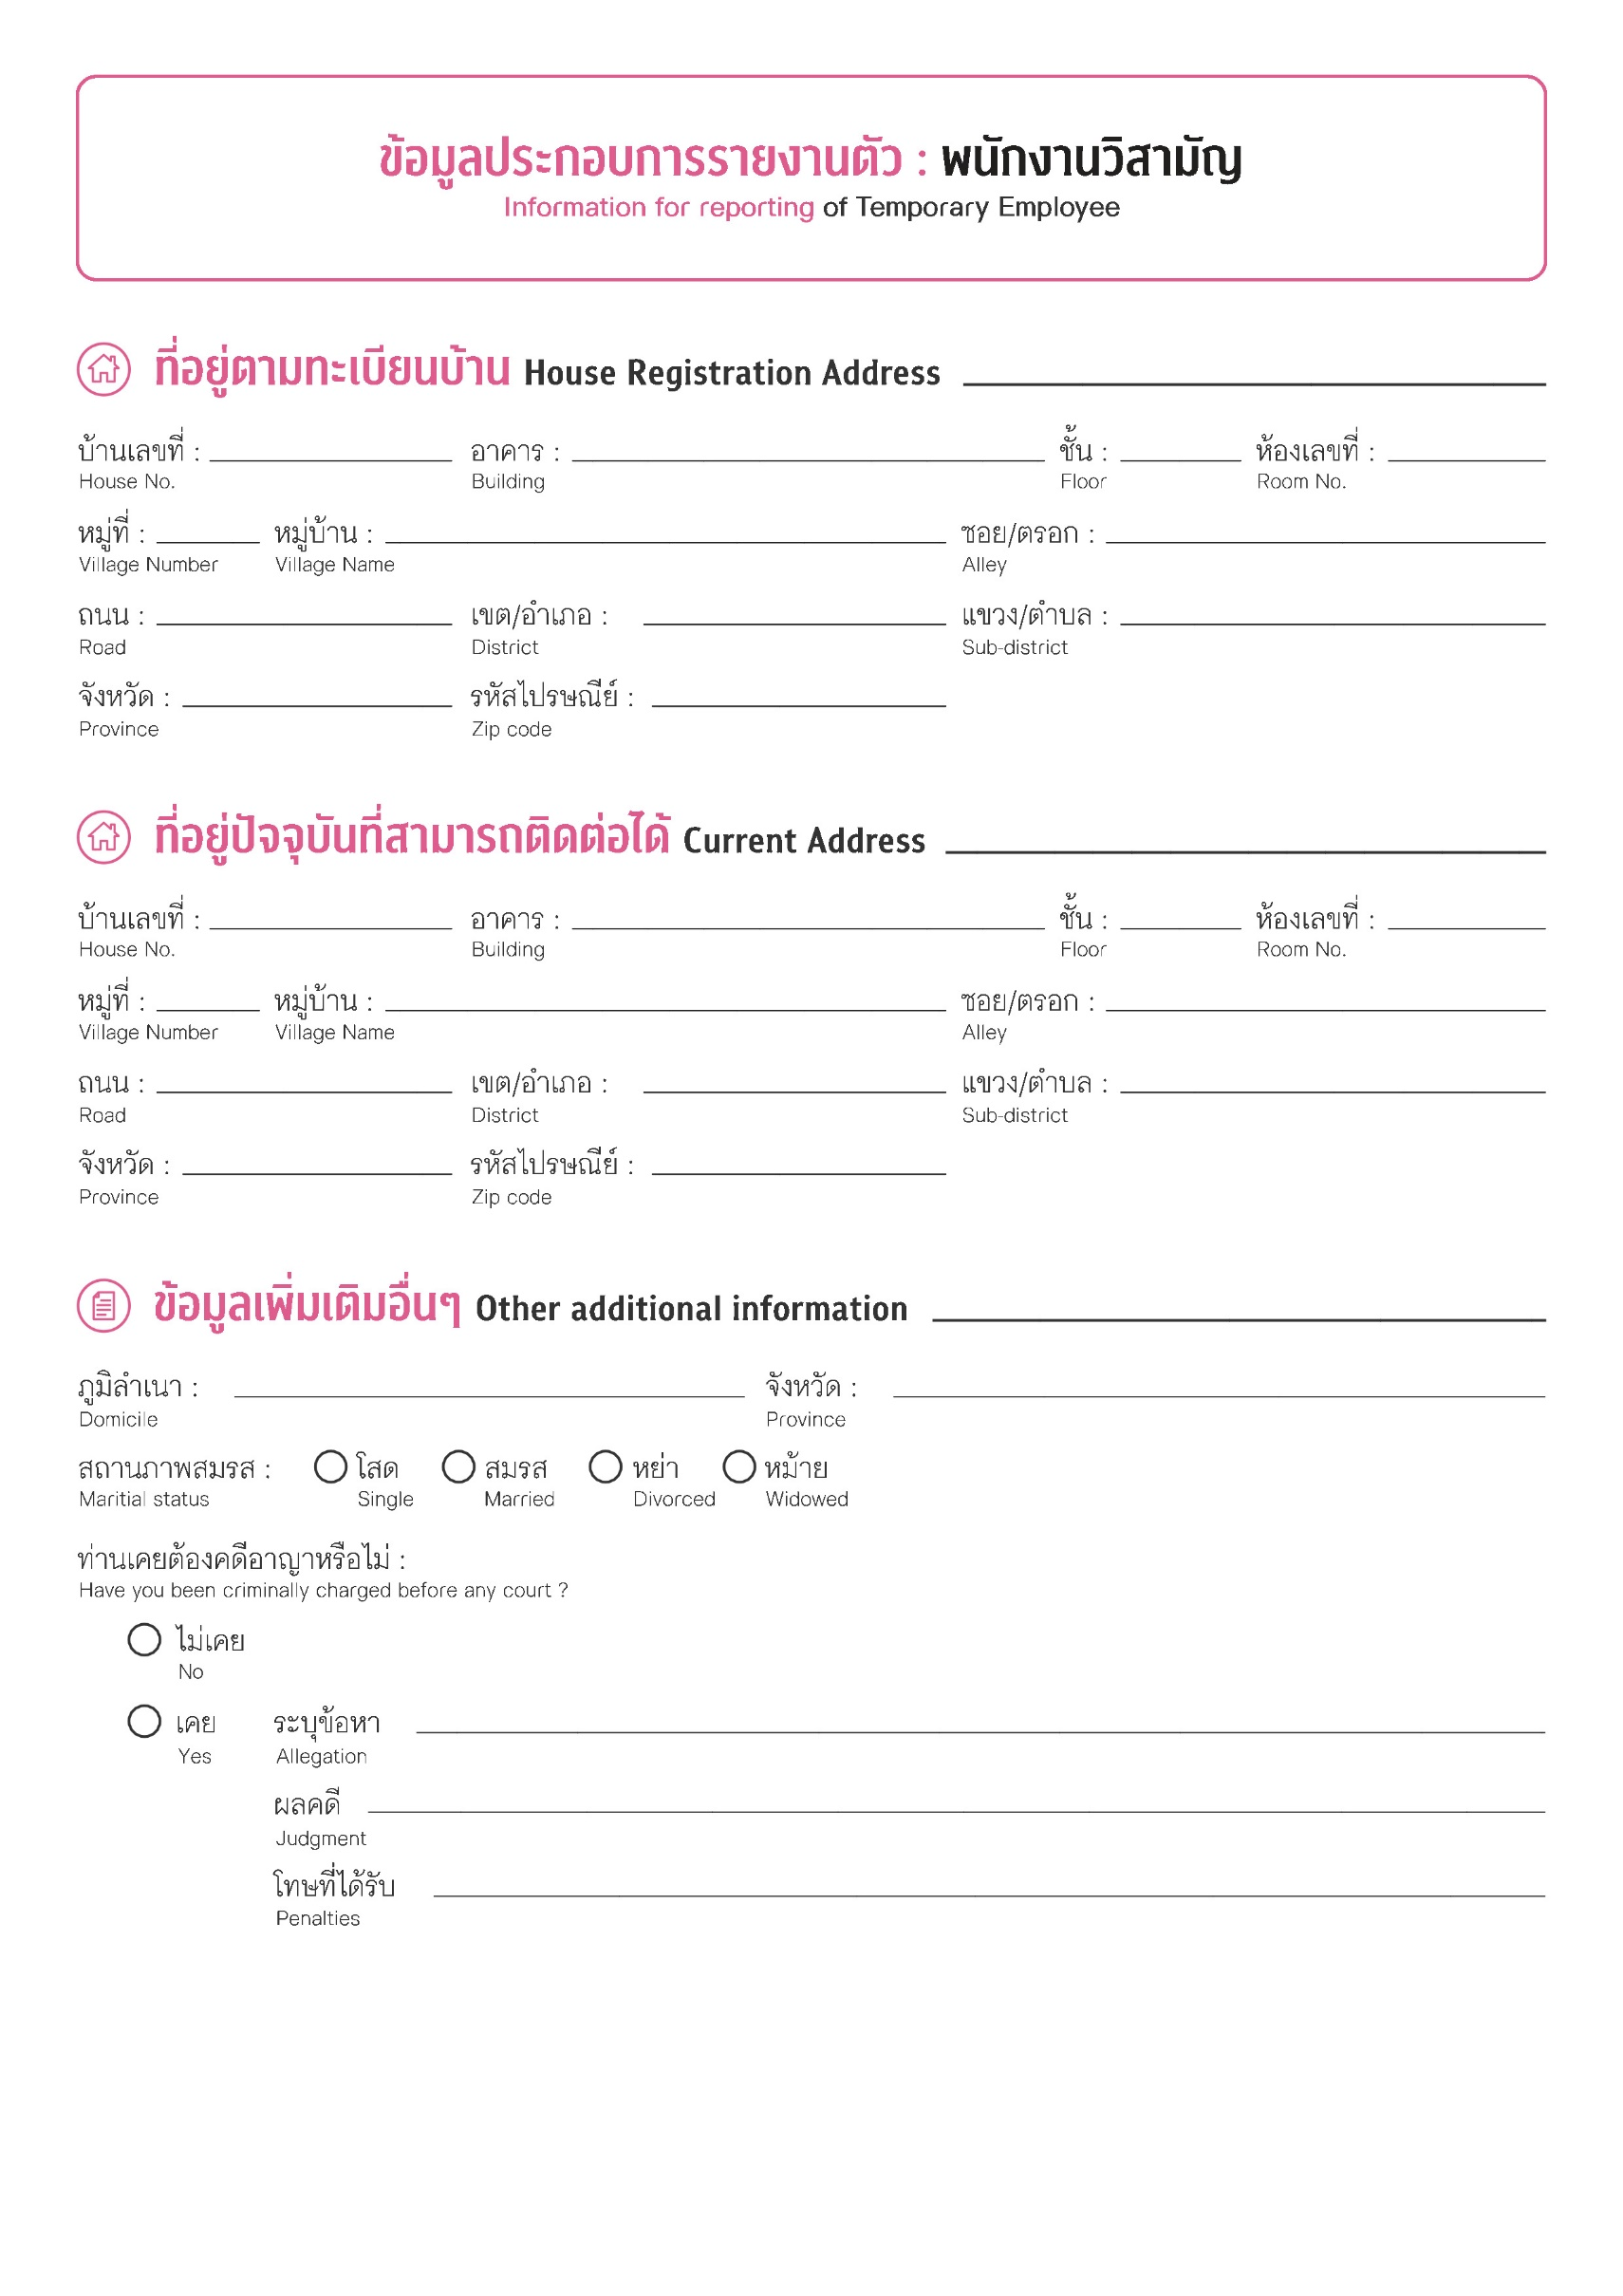 ข้อมูลประกอบการรายงานตัว : พนักงานวิสามัญ
Information for reporting of Temporary Employee
ที่อยู่ตามทะเบียนบ้าน House Registration Address
บ้านเลขที่ : อาคาร : ชั้น : ห้องเลขที่ :
House No. Building Floor Room No.
หมู่ที่ : หมู่บ้าน : ซอย/ตรอก :
Village Number Village Name Alley
ถนน : เขต/อำเภอ : แขวง/ตำบล :
Road District Sub-district
จังหวัด : รหัสไปรษณีย์ :
Province Zip code
ที่อยู่ปัจจุบันที่สามารถติดต่อได้ Current Address
บ้านเลขที่ : อาคาร : ชั้น : ห้องเลขที่ :
House No. Building Floor Room No.
หมู่ที่ : หมู่บ้าน : ซอย/ตรอก :
Village Number Village Name Alley
ถนน : เขต/อำเภอ : แขวง/ตำบล :
Road District Sub-district
จังหวัด : รหัสไปรษณีย์ :
Province Zip code
ข้อมูลเพิ่มเติมอื่นๆ Other additional information
ภูมิลำเนา : จังหวัด :
Domicile Province
สถานภาพสมรส : โสด สมรส หย่า หม้าย
Maritial status Single Married Divorced Widowed
ท่านเคยต้องคดีอาญาหรือไม่ :
Have you been criminally charged before any court ?
ไม่เคย
No
เคย ระบุข้อหา
Yes Allegation
ผลคดี
Judgment
โทษที่ได้รับ
Penalties